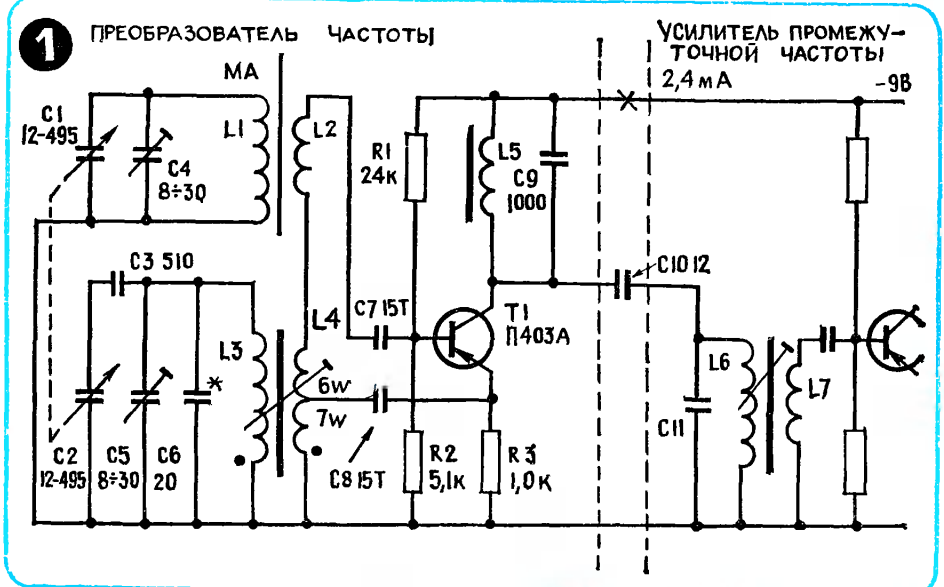 1
ПРЕОБРАЗОВАТЕЛЬ ЧАСТОТЫ
УСИЛИТЕЛЬ ПРОМЕЖУ-
ТОЧНОЙ ЧАСТОТЫ
2,4 mA
-9В
МА
C1
12-495
C4
8÷30
L1
L2
R1
24к
L5
C9
1000
C3 510
C10 12
C7 15Т
T1
П403А
L3
L4
6w
7w
*
L6
L7
C11
C2
12-495
C5
8÷30
C6
20
C8 15Т
R2
5,1к
R3
1,0к